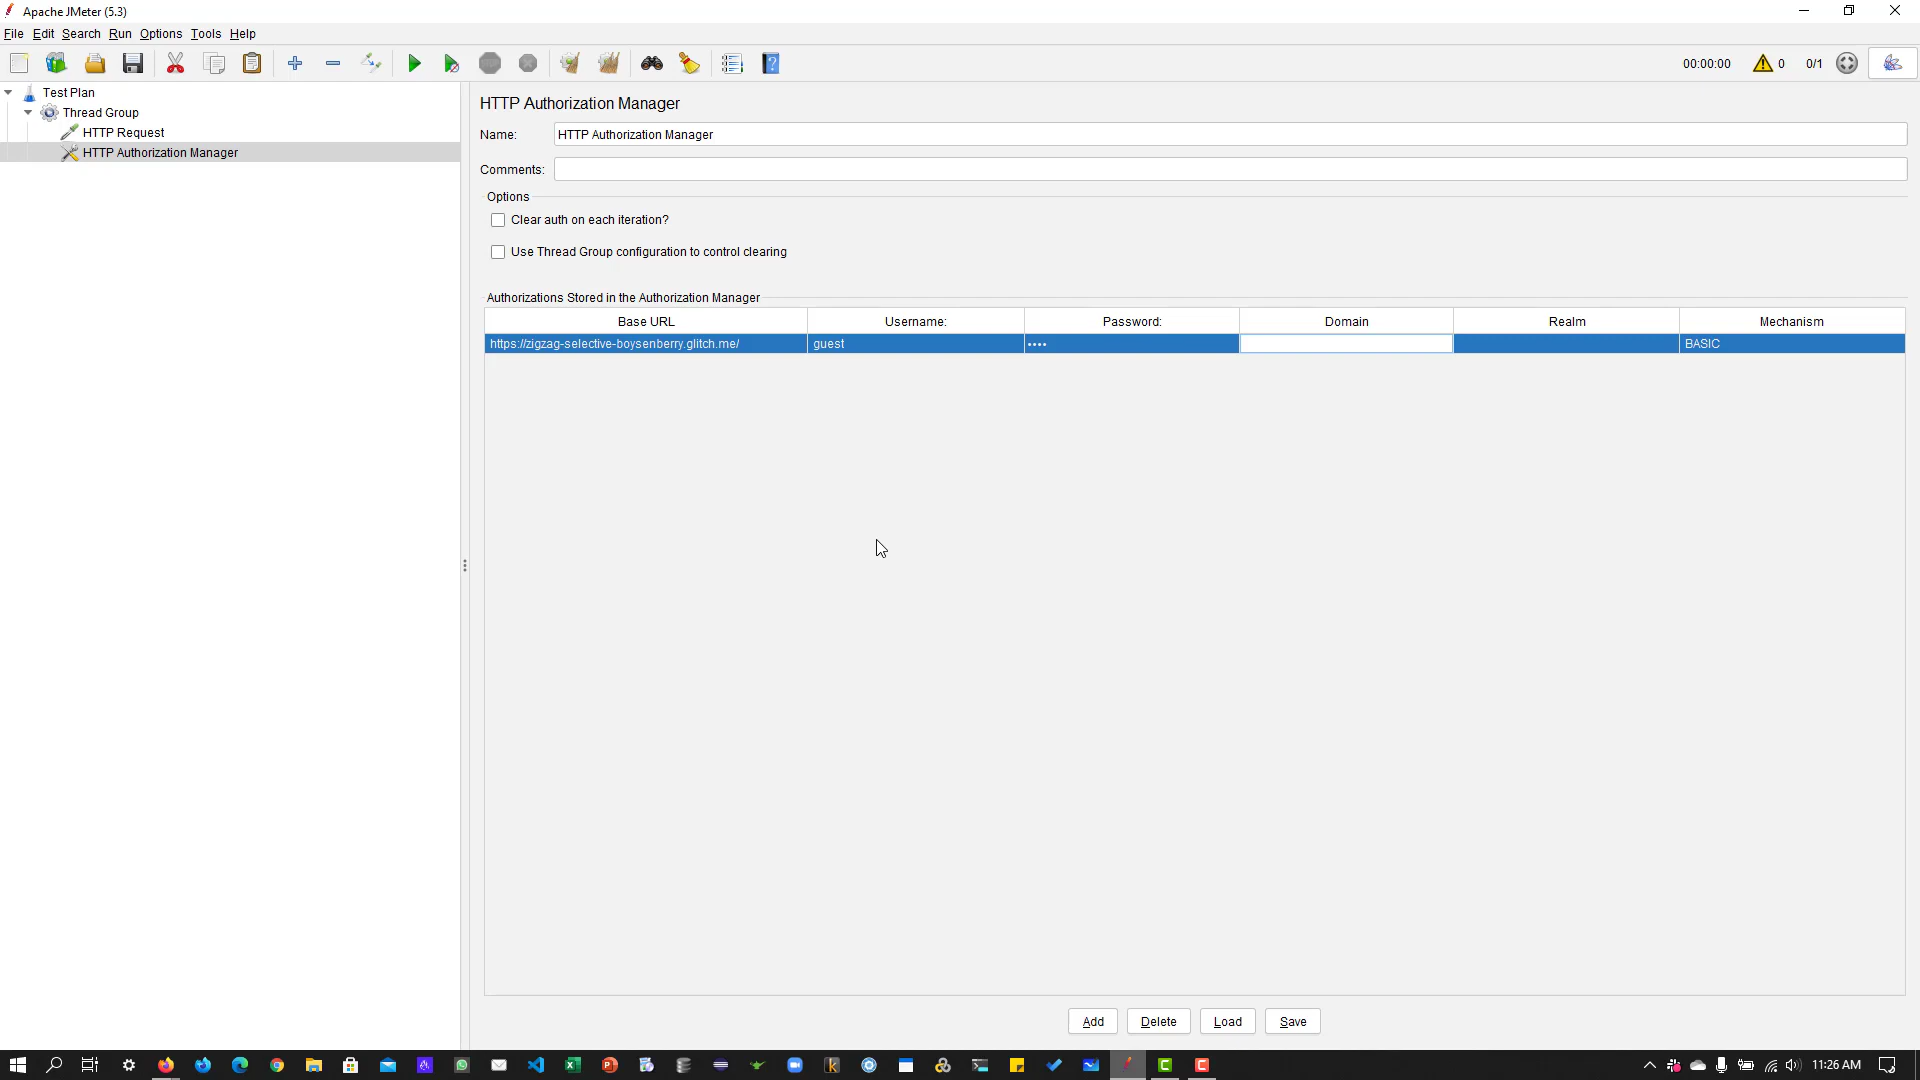 Apache JMeter (5.3)
File Edit Search Run Options Tools Help
00:00:00 0 0/1
Test Plan
Thread Group
HTTP Request
HTTP Authorization Manager
HTTP Authorization Manager
Name: HTTP Authorization Manager
Comments:
Options
Clear auth on each iteration?
Use Thread Group configuration to control clearing
Authorizations Stored in the Authorization Manager
Base URL Username: Password: Domain Realm Mechanism
https://zigzag-selective-boysenberry.glitch.me/ guest •••• BASIC
Add Delete Load Save
11:26 AM